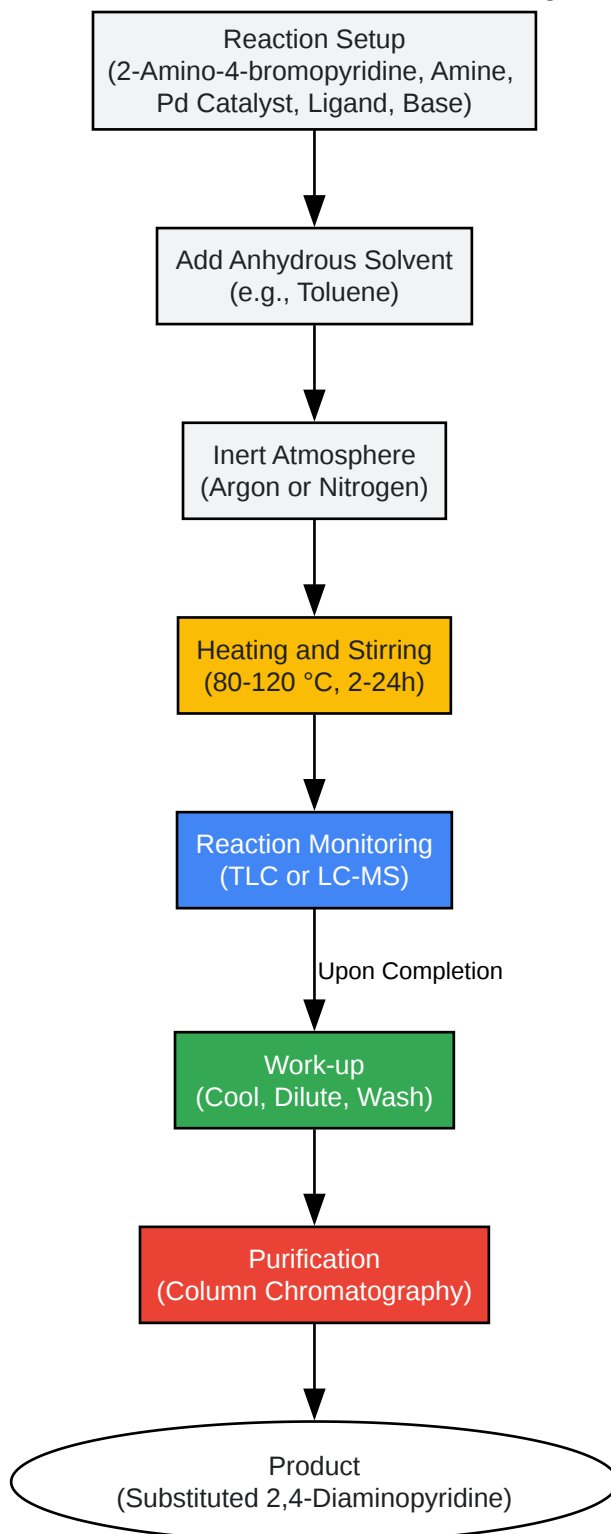 Reaction Setup
(2-Amino-4-bromopyridine, Amine,
Pd Catalyst, Ligand, Base)
Add Anhydrous Solvent
(e.g., Toluene)
Inert Atmosphere
(Argon or Nitrogen)
Heating and Stirring
(80-120 °C, 2-24h)
Reaction Monitoring
(TLC or LC-MS)
Upon Completion
Work-up
(Cool, Dilute, Wash)
Purification
(Column Chromatography)
Product
(Substituted 2,4-Diaminopyridine)